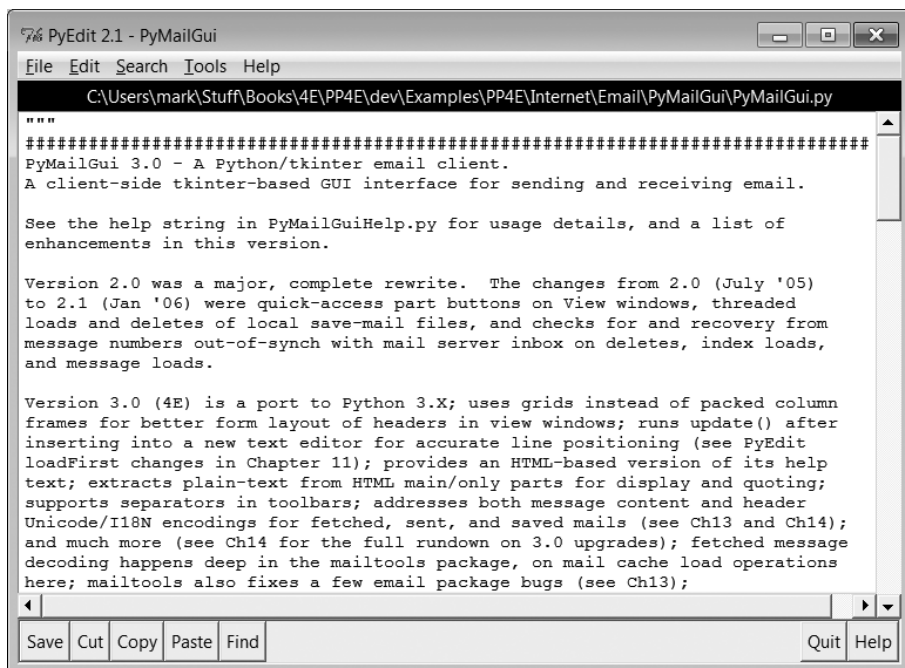 PyEdit 2.1 - PyMailGui
File Edit Search Tools Help
C:\Users\mark\Stuff\Books\4E\PP4E\dev\Examples\PP4E\Internet\Email\PyMailGui\PyMailGui.py
"""
################################################################################
PyMailGui 3.0 - A Python/tkinter email client.
A client-side tkinter-based GUI interface for sending and receiving email.
See the help string in PyMailGuiHelp.py for usage details, and a list of
enhancements in this version.
Version 2.0 was a major, complete rewrite.  The changes from 2.0 (July '05)
to 2.1 (Jan '06) were quick-access part buttons on View windows, threaded
loads and deletes of local save-mail files, and checks for and recovery from
message numbers out-of-synch with mail server inbox on deletes, index loads,
and message loads.
Version 3.0 (4E) is a port to Python 3.X; uses grids instead of packed column
frames for better form layout of headers in view windows; runs update() after
inserting into a new text editor for accurate line positioning (see PyEdit
loadFirst changes in Chapter 11); provides an HTML-based version of its help
text; extracts plain-text from HTML main/only parts for display and quoting;
supports separators in toolbars; addresses both message content and header
Unicode/I18N encodings for fetched, sent, and saved mails (see Ch13 and Ch14);
and much more (see Ch14 for the full rundown on 3.0 upgrades); fetched message
decoding happens deep in the mailtools package, on mail cache load operations
here; mailtools also fixes a few email package bugs (see Ch13);
Save Cut Copy Paste Find Quit Help